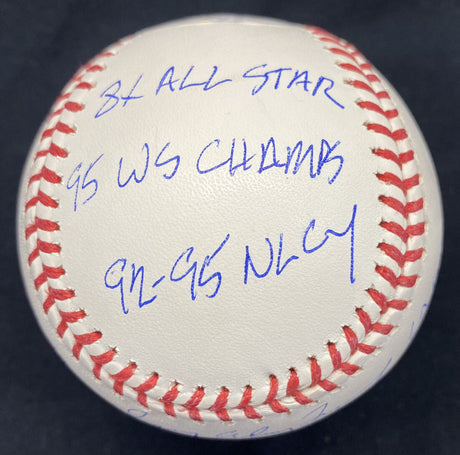 8x ALL STAR
95 WS CHAMPS
92-95 NL CY